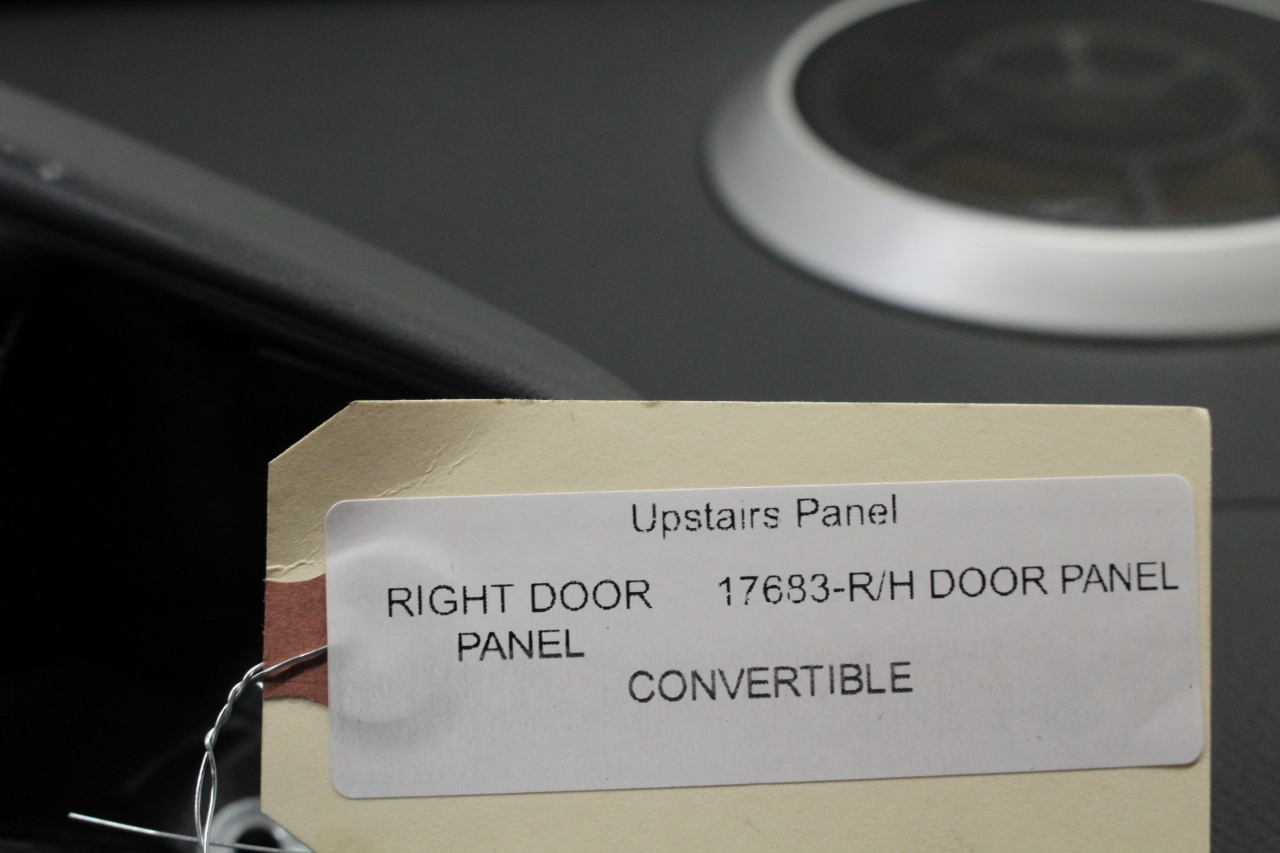 Upstairs Panel
RIGHT DOOR PANEL
17683-R/H DOOR PANEL
CONVERTIBLE